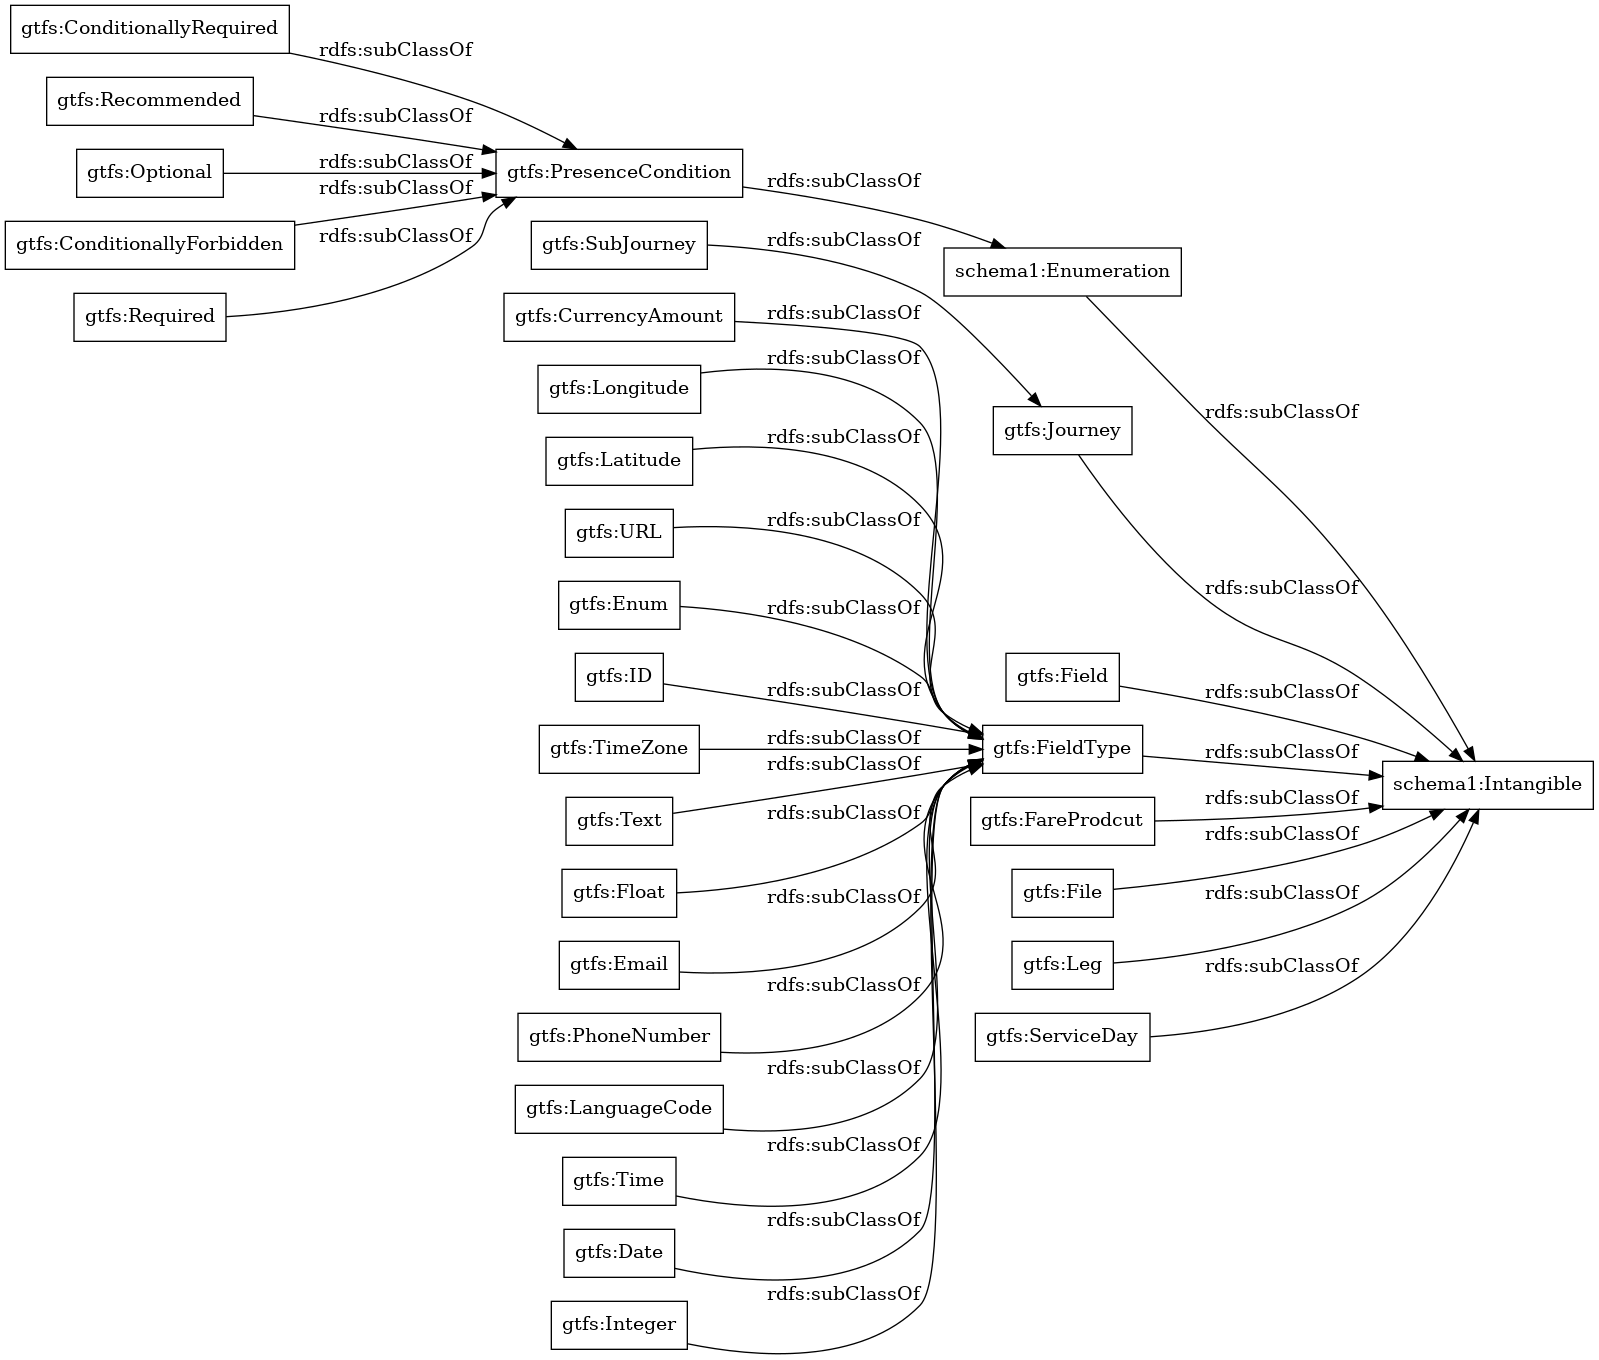 gtfs:ConditionallyRequired
rdfs:subClassOf
gtfs:Recommended
rdfs:subClassOf
gtfs:Optional
rdfs:subClassOf
gtfs:PresenceCondition
rdfs:subClassOf
rdfs:subClassOf
gtfs:ConditionallyForbidden
rdfs:subClassOf
gtfs:SubJourney
rdfs:subClassOf
schema1:Enumeration
gtfs:Required
gtfs:CurrencyAmount
rdfs:subClassOf
gtfs:Longitude
rdfs:subClassOf
rdfs:subClassOf
gtfs:Journey
gtfs:Latitude
rdfs:subClassOf
gtfs:URL
rdfs:subClassOf
rdfs:subClassOf
gtfs:Enum
rdfs:subClassOf
gtfs:ID
rdfs:subClassOf
gtfs:Field
rdfs:subClassOf
gtfs:TimeZone
rdfs:subClassOf
gtfs:FieldType
rdfs:subClassOf
rdfs:subClassOf
schema1:Intangible
gtfs:Text
rdfs:subClassOf
gtfs:FareProdcut
rdfs:subClassOf
rdfs:subClassOf
gtfs:Float
rdfs:subClassOf
gtfs:File
rdfs:subClassOf
gtfs:Email
rdfs:subClassOf
gtfs:Leg
rdfs:subClassOf
gtfs:PhoneNumber
rdfs:subClassOf
gtfs:ServiceDay
gtfs:LanguageCode
rdfs:subClassOf
gtfs:Time
rdfs:subClassOf
gtfs:Date
rdfs:subClassOf
gtfs:Integer